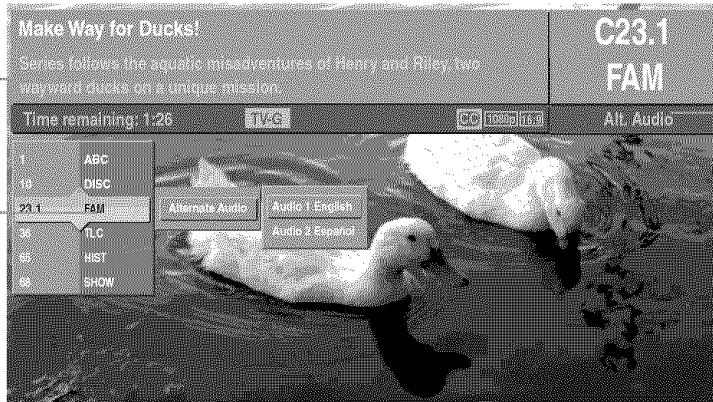 Make Way for Ducks!
Series follows the aquatic misadventures of Henry and Riley, two
wayward ducks on a unique mission.
C23.1
FAM
Time remaining: 1:26 TV-G CC 1080p 16:9 Alt. Audio
1 ABC
10 DISC
23.1 FAM
36 TLC
65 HIST
68 SHOW
Alternate Audio
Audio 1 English
Audio 2 Español